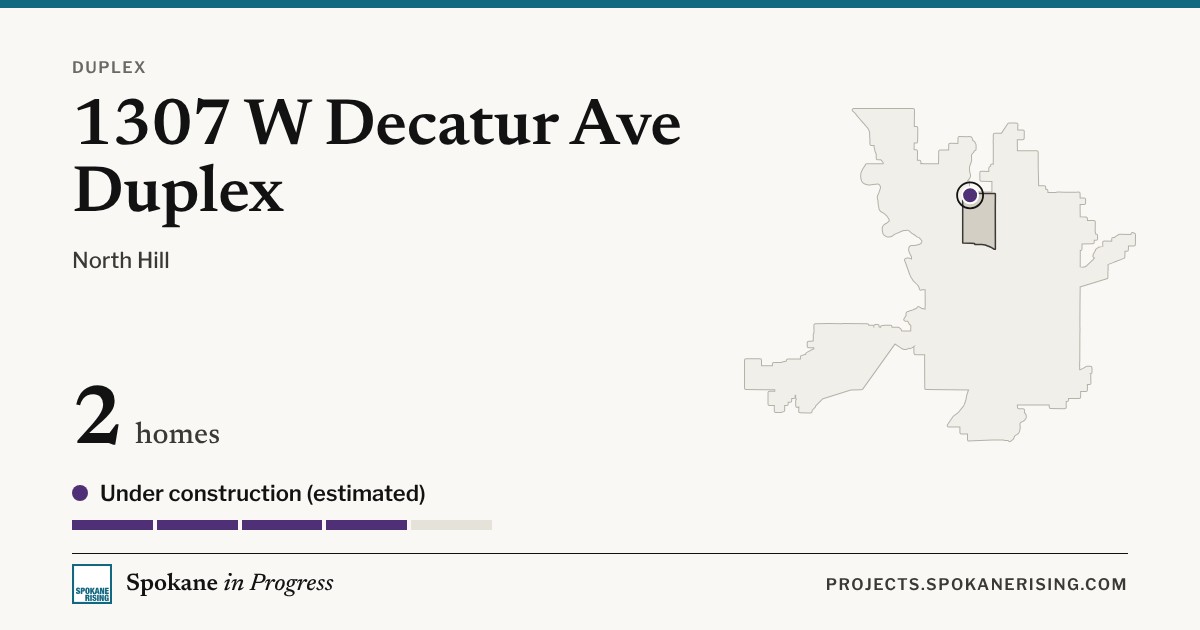 DUPLEX
1307 W Decatur Ave
Duplex
North Hill
2 homes
Under construction (estimated)
SPOKANE
RISING
Spokane in Progress
PROJECTS.SPOKANERISING.COM